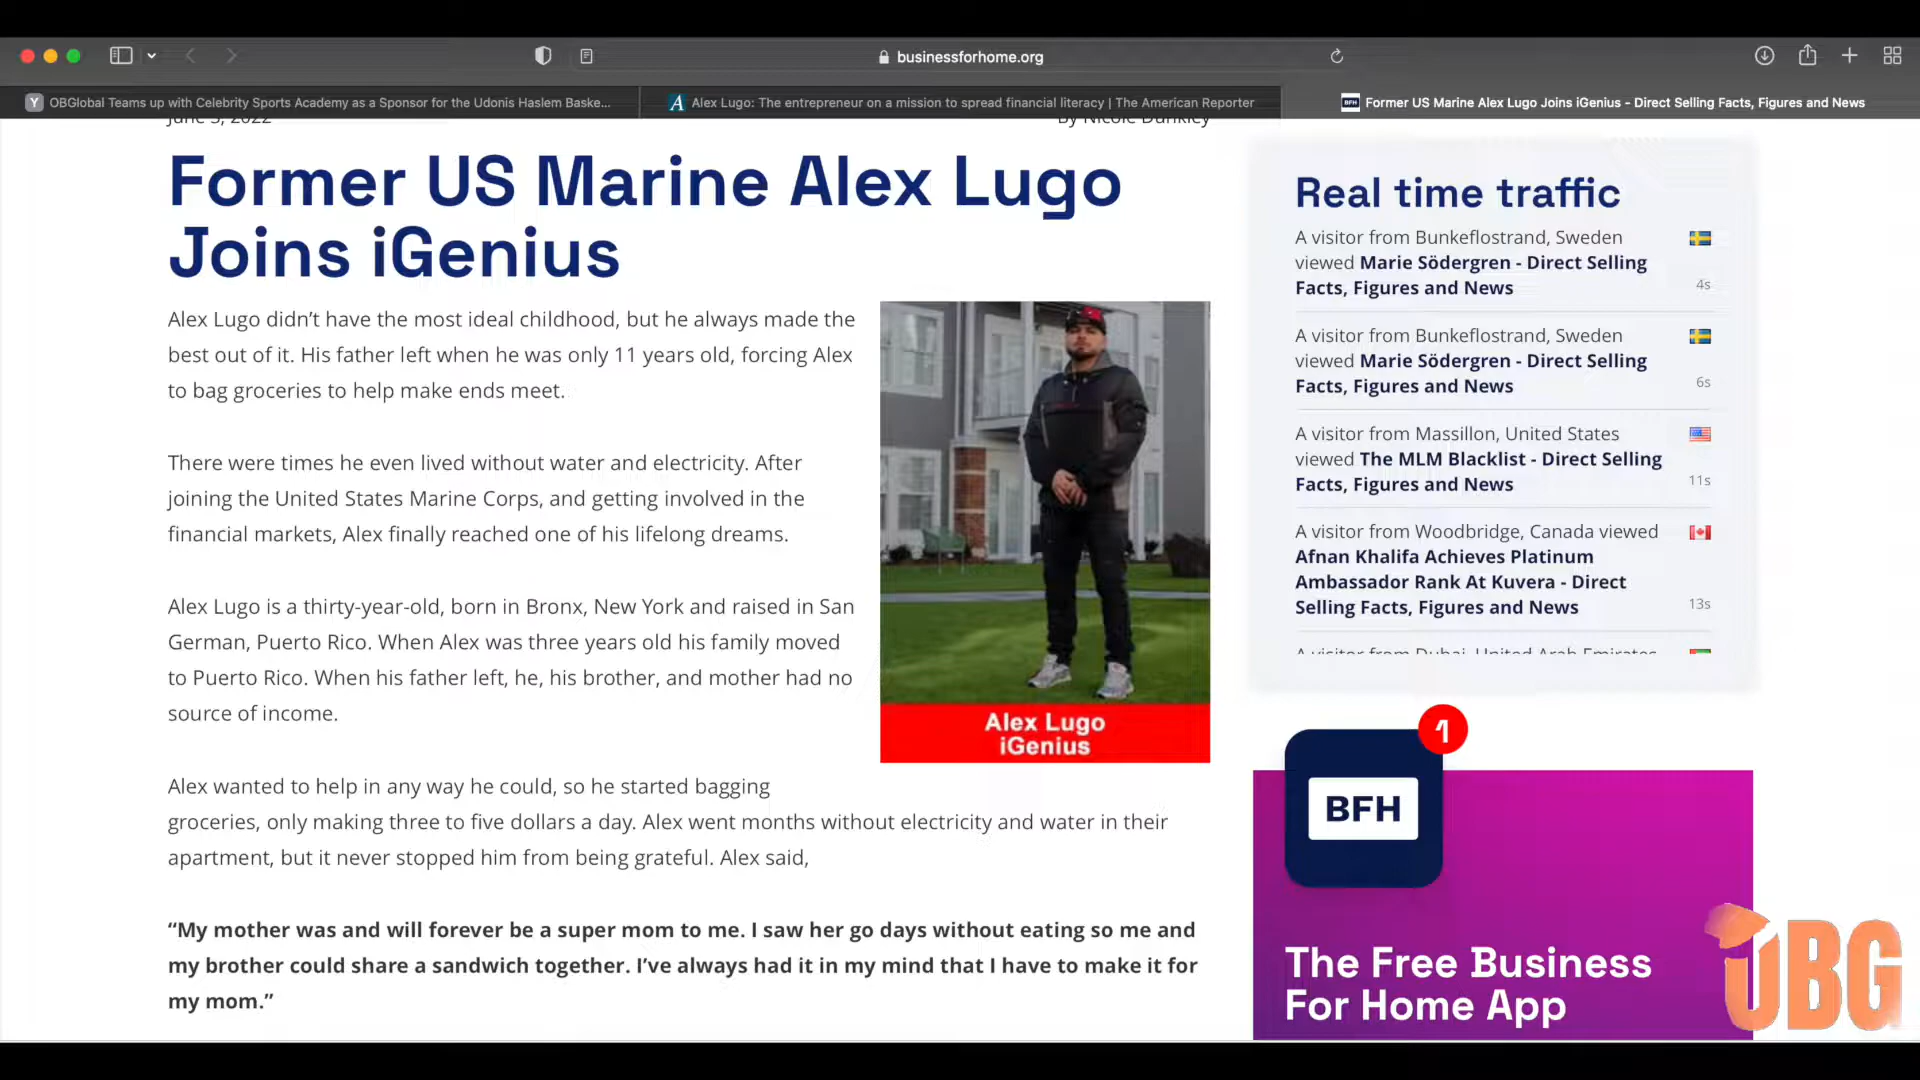 businessforhome.org
Y OBGlobal Teams up with Celebrity Sports Academy as a Sponsor for the Udonis Haslem Baske...
A Alex Lugo: The entrepreneur on a mission to spread financial literacy | The American Reporter
BFH Former US Marine Alex Lugo Joins iGenius - Direct Selling Facts, Figures and News
June 3, 2022
By Nicole Dunkley
Former US Marine Alex Lugo
Joins iGenius
Alex Lugo didn’t have the most ideal childhood, but he always made the
best out of it. His father left when he was only 11 years old, forcing Alex
to bag groceries to help make ends meet.
There were times he even lived without water and electricity. After
joining the United States Marine Corps, and getting involved in the
financial markets, Alex finally reached one of his lifelong dreams.
Alex Lugo is a thirty-year-old, born in Bronx, New York and raised in San
German, Puerto Rico. When Alex was three years old his family moved
to Puerto Rico. When his father left, he, his brother, and mother had no
source of income.
Alex Lugo
iGenius
Alex wanted to help in any way he could, so he started bagging
groceries, only making three to five dollars a day. Alex went months without electricity and water in their
apartment, but it never stopped him from being grateful. Alex said,
“My mother was and will forever be a super mom to me. I saw her go days without eating so me and
my brother could share a sandwich together. I’ve always had it in my mind that I have to make it for
my mom.”
Real time traffic
A visitor from Bunkeflostrand, Sweden
viewed Marie Södergren - Direct Selling
Facts, Figures and News
4s
A visitor from Bunkeflostrand, Sweden
viewed Marie Södergren - Direct Selling
Facts, Figures and News
6s
A visitor from Massillon, United States
viewed The MLM Blacklist - Direct Selling
Facts, Figures and News
11s
A visitor from Woodbridge, Canada viewed
Afnan Khalifa Achieves Platinum
Ambassador Rank At Kuvera - Direct
Selling Facts, Figures and News
13s
A visitor from Dubai, United Arab Emirates
1
BFH
The Free Business
For Home App
OBG